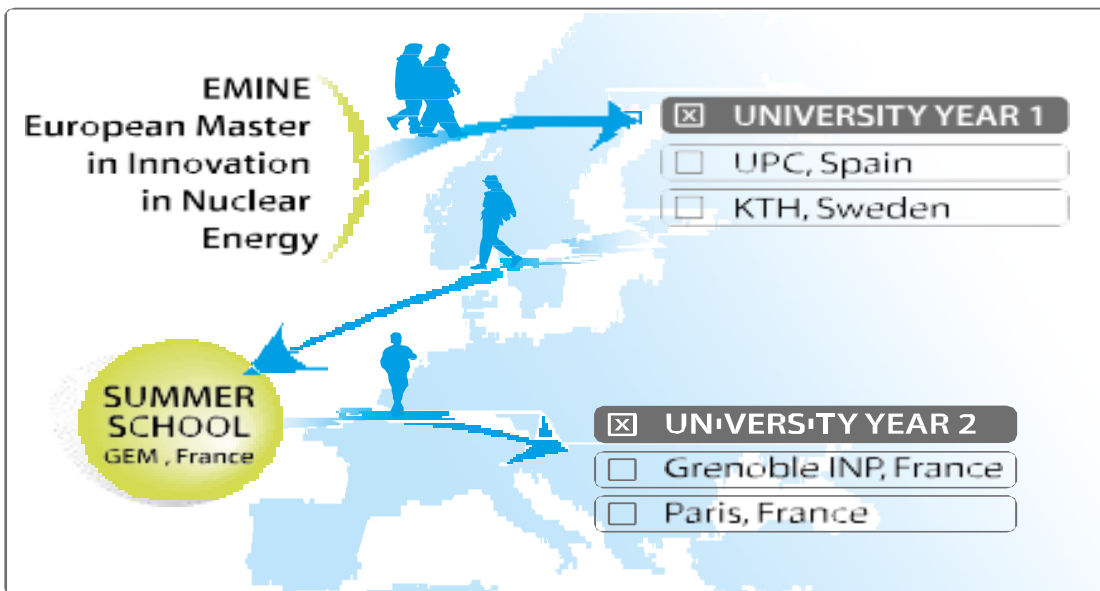 EMINE
European Master
in Innovation
in Nuclear
Energy
UNIVERSITY YEAR 1
UPC, Spain
KTH, Sweden
SUMMER
SCHOOL
GEM , France
UNIVERSITY YEAR 2
Grenoble INP, France
Paris, France